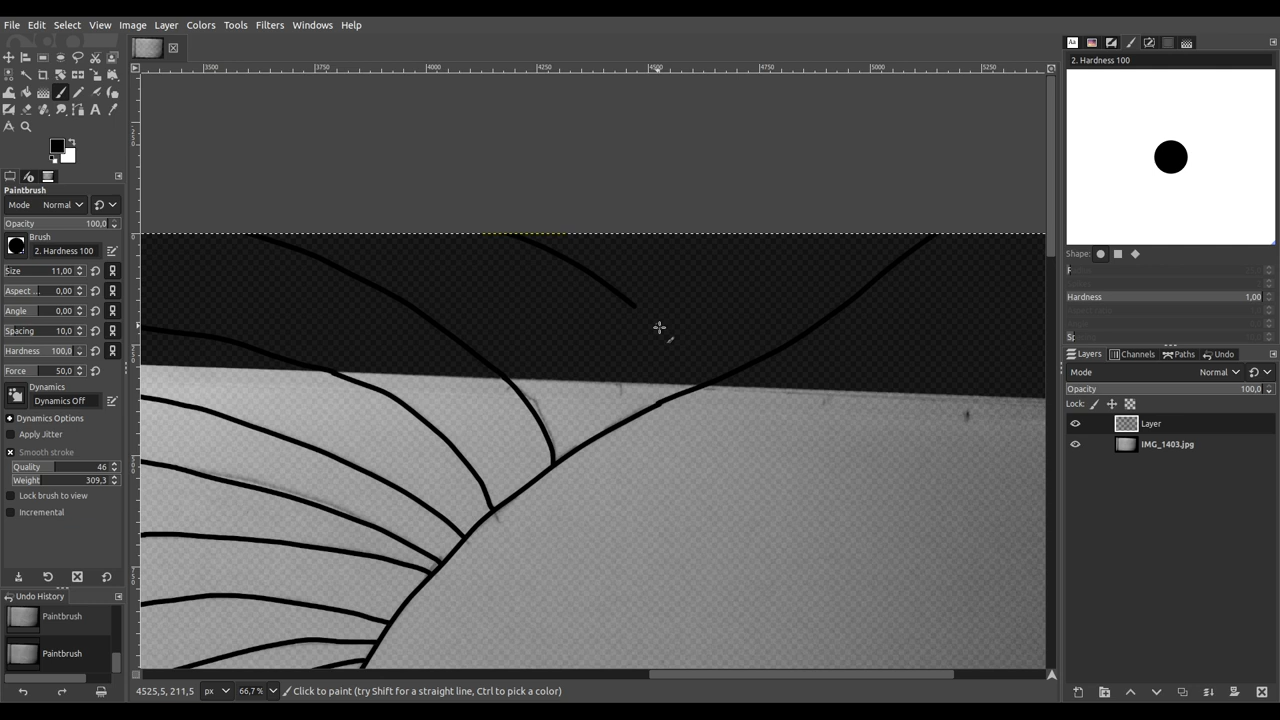 File Edit Select View Image Layer Colors Tools Filters Windows Help
3500 3750 4000 4250 4500 4750 5000 5250
2. Hardness 100
Paintbrush
Mode Normal
Opacity 100,0
Brush
2. Hardness 100
Size 11,00
Aspect ... 0,00
Angle 0,00
Spacing 10,0
Hardness 100,0
Force 50,0
Dynamics
Dynamics Off
Dynamics Options
Apply Jitter
Smooth stroke
Quality 46
Weight 309,3
Lock brush to view
Incremental
Undo History
Paintbrush
Paintbrush
4525,5, 211,5 px 66,7 % Click to paint (try Shift for a straight line, Ctrl to pick a color)
Shape:
Hardness 1,00
Layers Channels Paths Undo
Mode Normal
Opacity 100,0
Lock:
Layer
IMG_1403.jpg